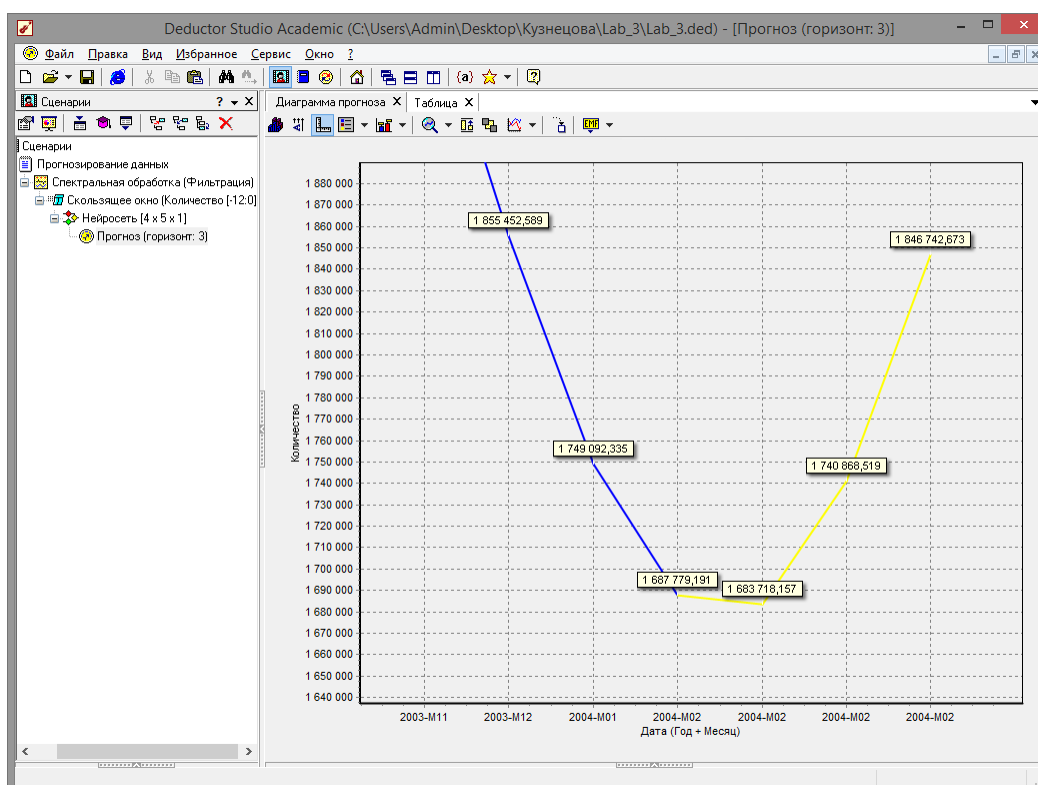 Deductor Studio Academic (C:\Users\Admin\Desktop\Кузнецова\Lab_3\Lab_3.ded) - [Прогноз (горизонт: 3)]
Файл Правка Вид Избранное Сервис Окно ?
Сценарии
Сценарии
Прогнозирование данных
Спектральная обработка (Фильтрация)
Скользящее окно (Количество [-12:0]
Нейросеть [4 x 5 x 1]
Прогноз (горизонт: 3)
Диаграмма прогноза X Таблица X
EMF
1 880 000
1 870 000
1 860 000
1 850 000
1 840 000
1 830 000
1 820 000
1 810 000
1 800 000
1 790 000
1 780 000
1 770 000
1 760 000
1 750 000
1 740 000
1 730 000
1 720 000
1 710 000
1 700 000
1 690 000
1 680 000
1 670 000
1 660 000
1 650 000
1 640 000
Количество
1 855 452,589
1 749 092,335
1 687 779,191
1 683 718,157
1 740 868,519
1 846 742,673
2003-M11 2003-M12 2004-M01 2004-M02 2004-M02 2004-M02 2004-M02
Дата (Год + Месяц)